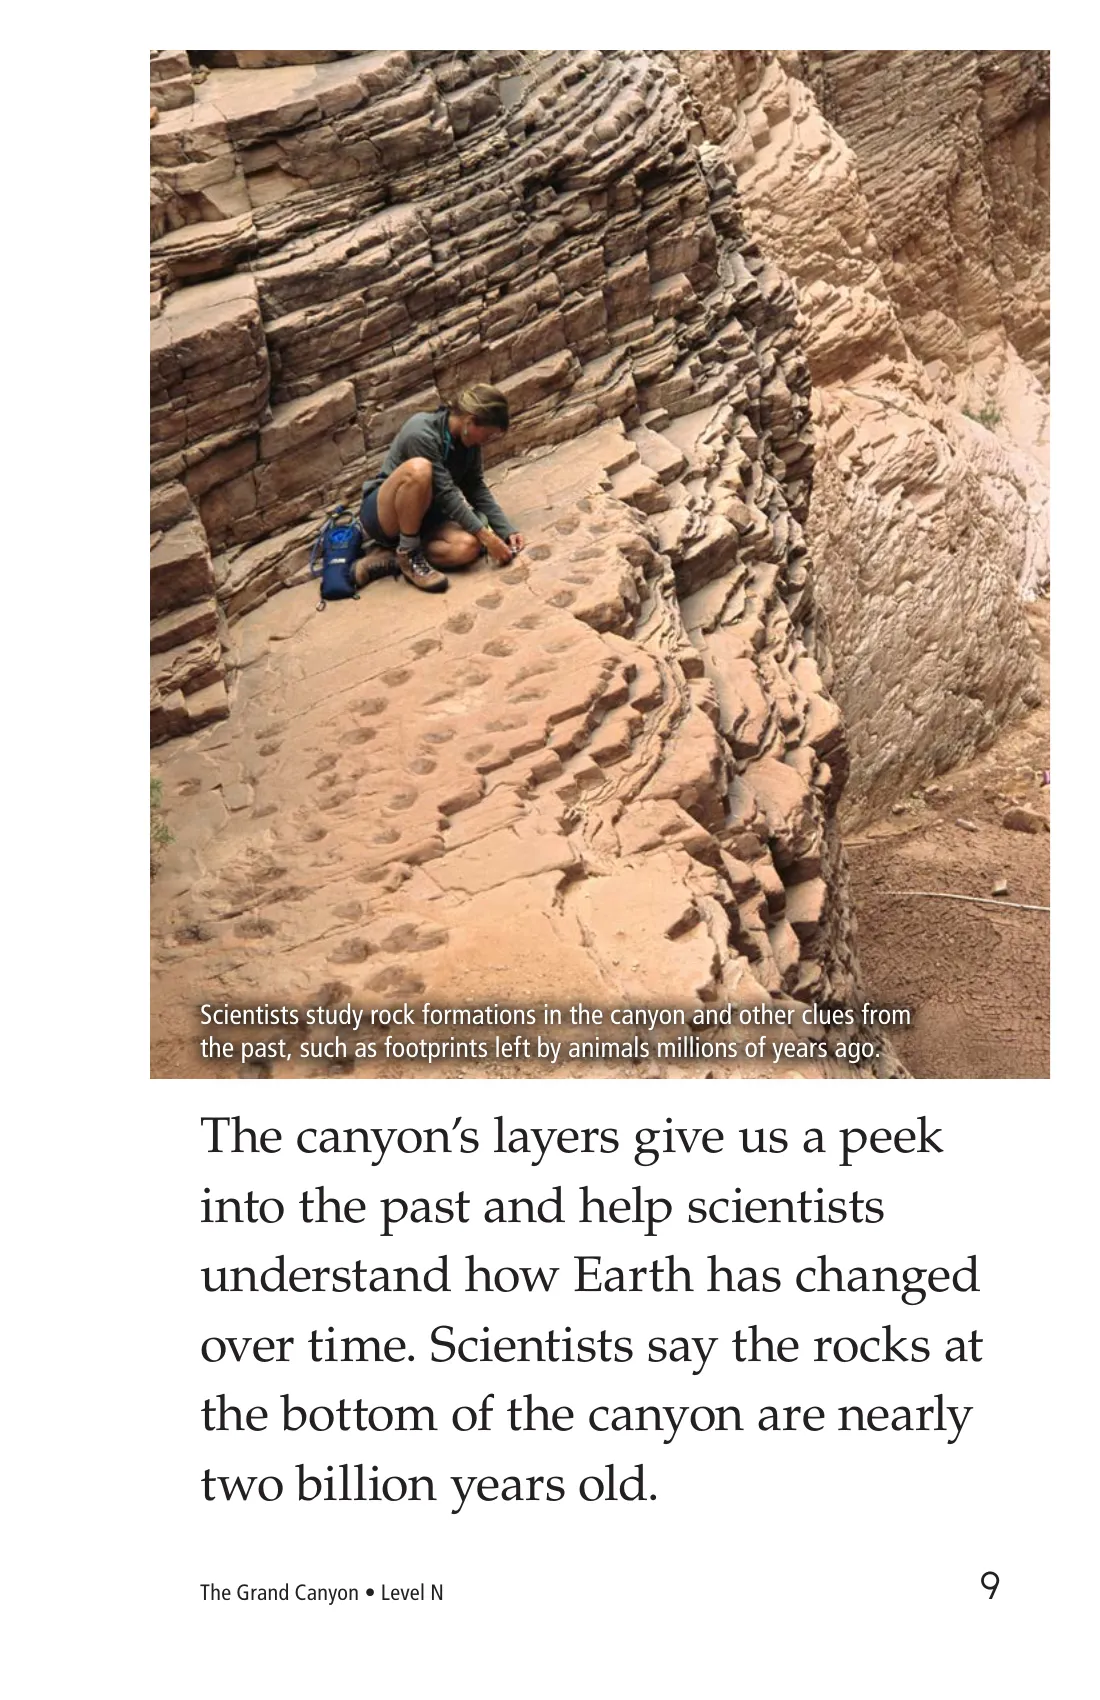 Scientists study rock formations in the canyon and other clues from
the past, such as footprints left by animals millions of years ago.
The canyon’s layers give us a peek
into the past and help scientists
understand how Earth has changed
over time. Scientists say the rocks at
the bottom of the canyon are nearly
two billion years old.
The Grand Canyon • Level N
9